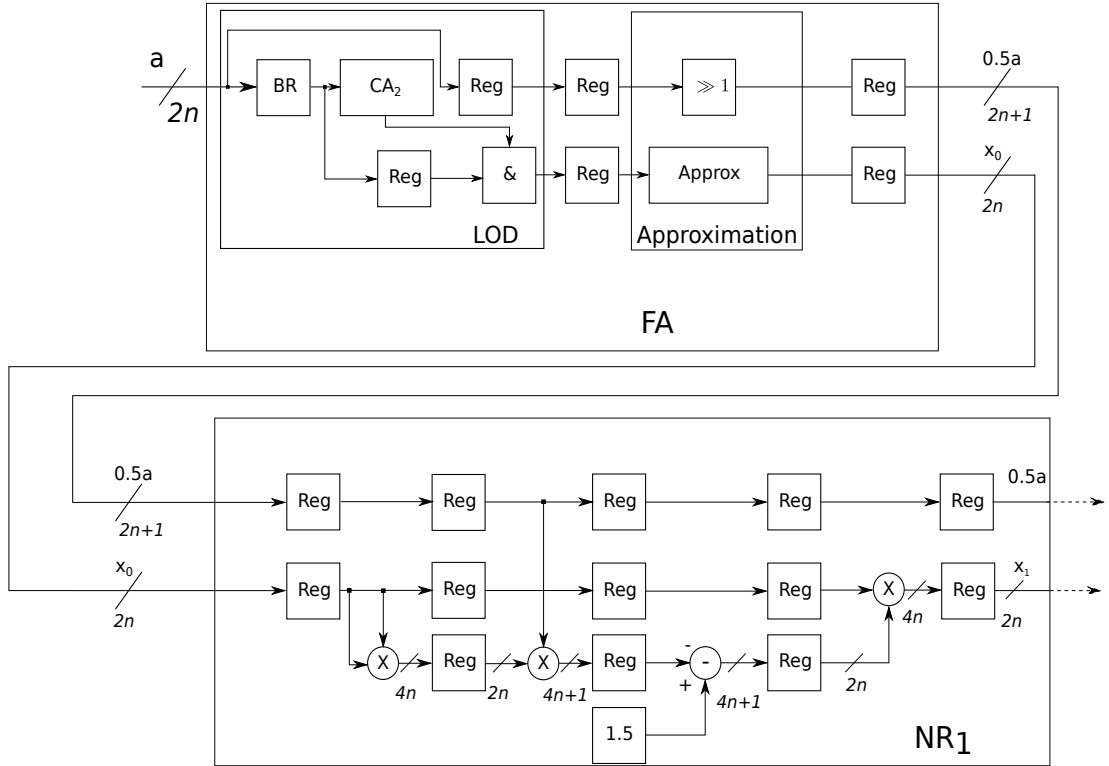 a
2n
BR
CA₂
Reg
Reg
≫ 1
Reg
0.5a
2n+1
Reg
&
Reg
Approx
Reg
x₀
2n
LOD
Approximation
FA
0.5a
2n+1
Reg
Reg
Reg
Reg
Reg
0.5a
x₀
2n
Reg
Reg
Reg
Reg
X
4n
Reg
x₁
2n
X
4n
Reg
2n
X
4n+1
Reg
-
+
-
4n+1
Reg
2n
1.5
NR₁